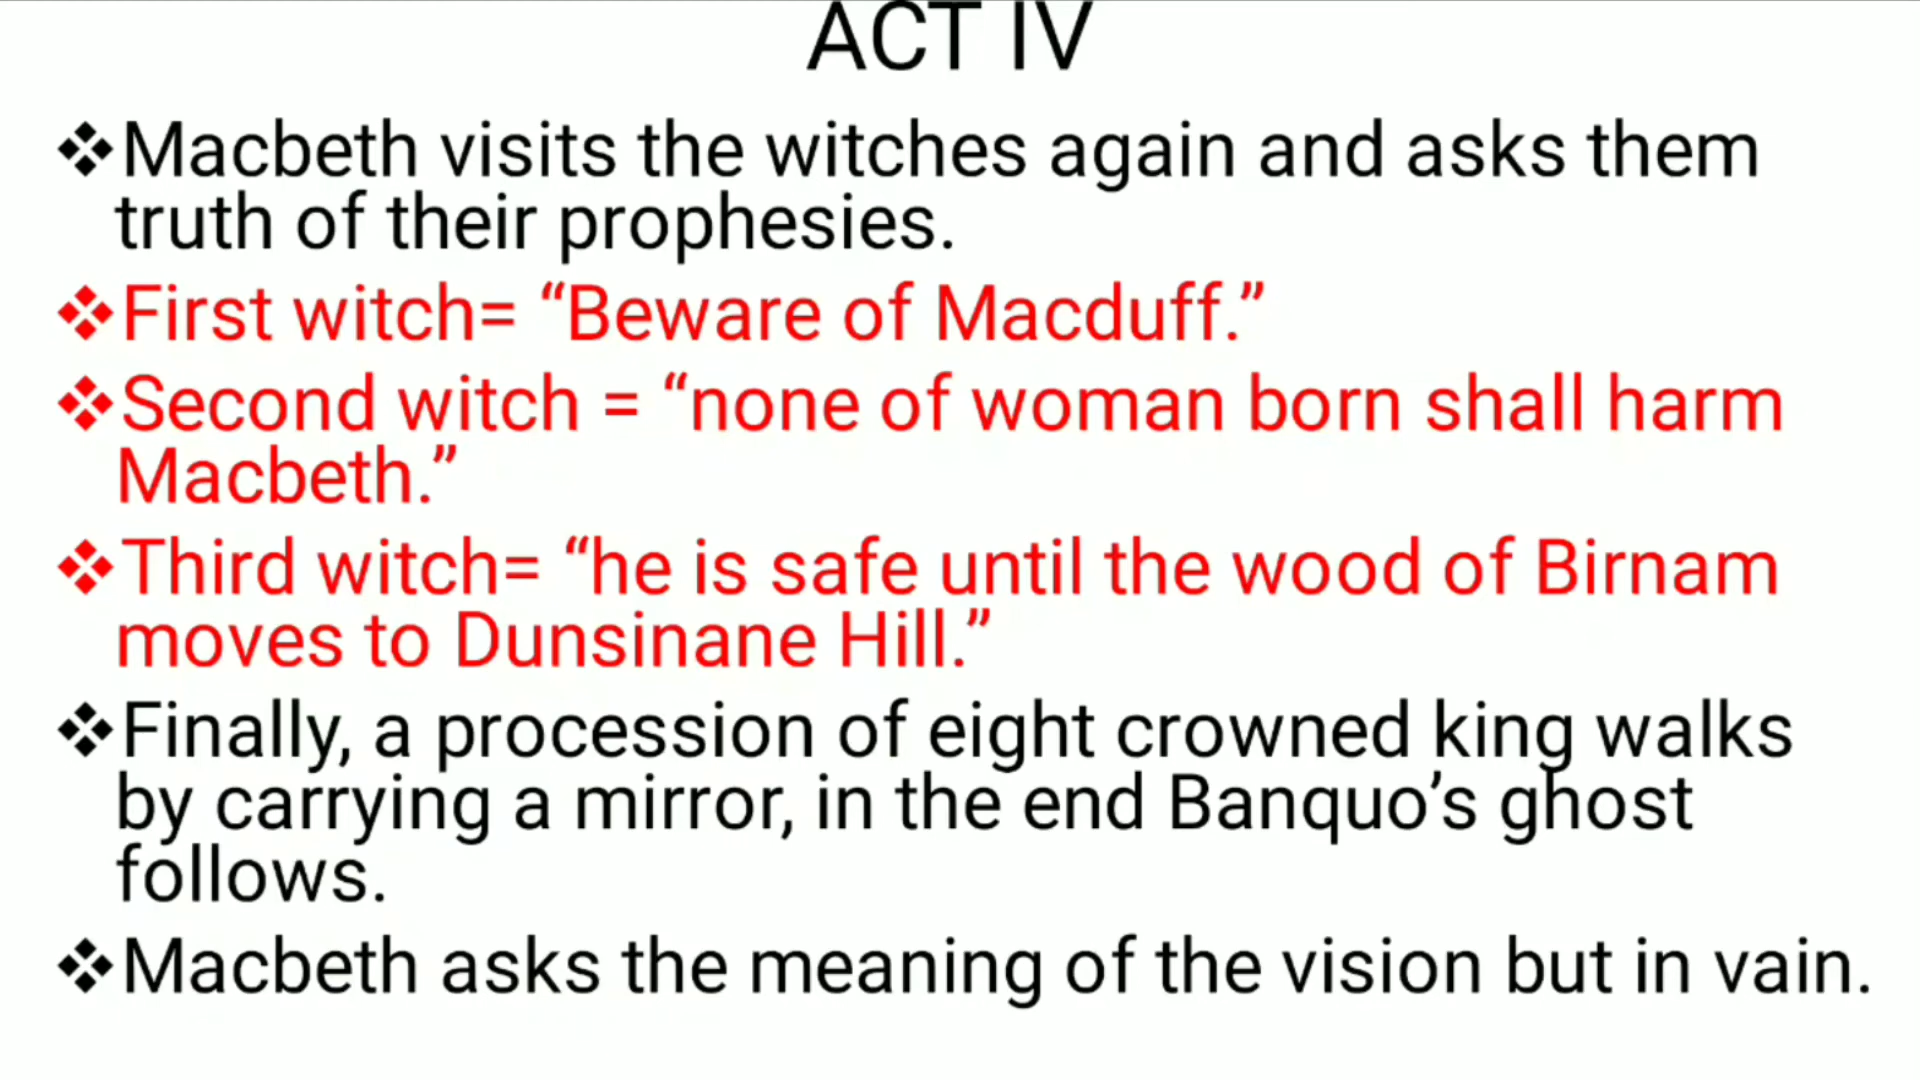 ACT IV
❖Macbeth visits the witches again and asks them
truth of their prophesies.
❖First witch= “Beware of Macduff.”
❖Second witch = “none of woman born shall harm
Macbeth.”
❖Third witch= “he is safe until the wood of Birnam
moves to Dunsinane Hill.”
❖Finally, a procession of eight crowned king walks
by carrying a mirror, in the end Banquo’s ghost
follows.
❖Macbeth asks the meaning of the vision but in vain.